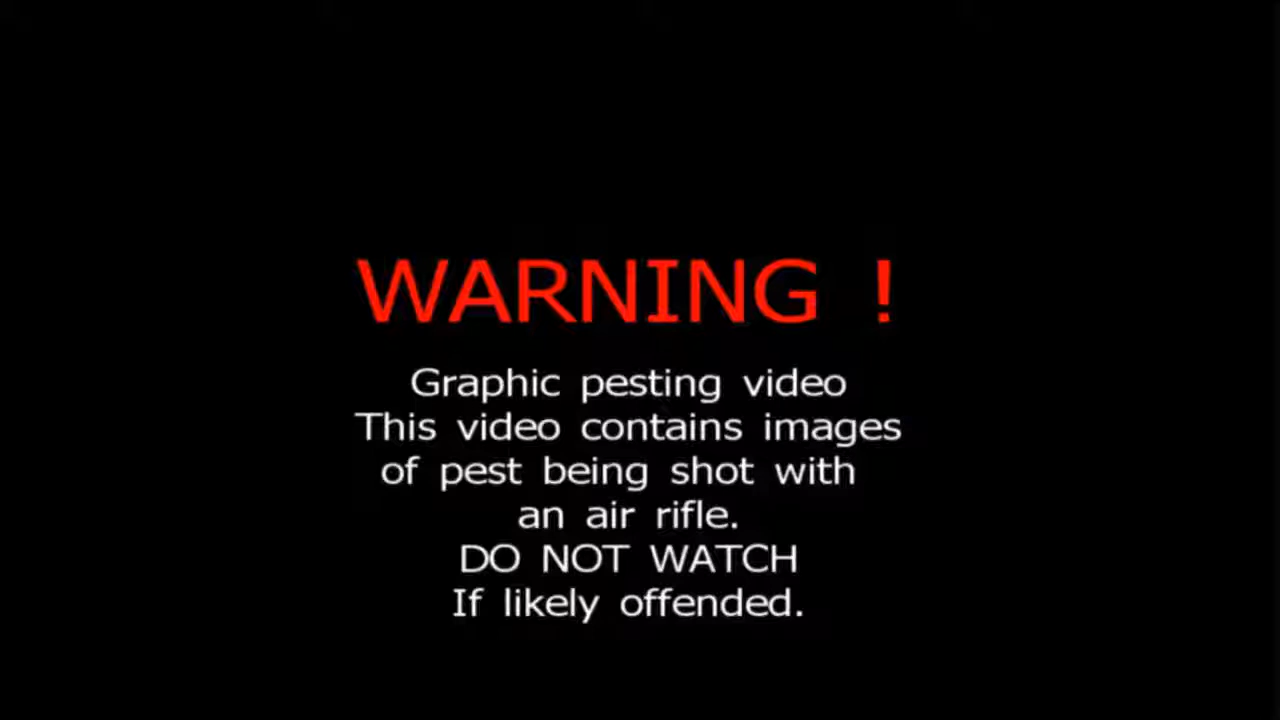 WARNING !
Graphic pesting video
This video contains images
of pest being shot with
an air rifle.
DO NOT WATCH
If likely offended.